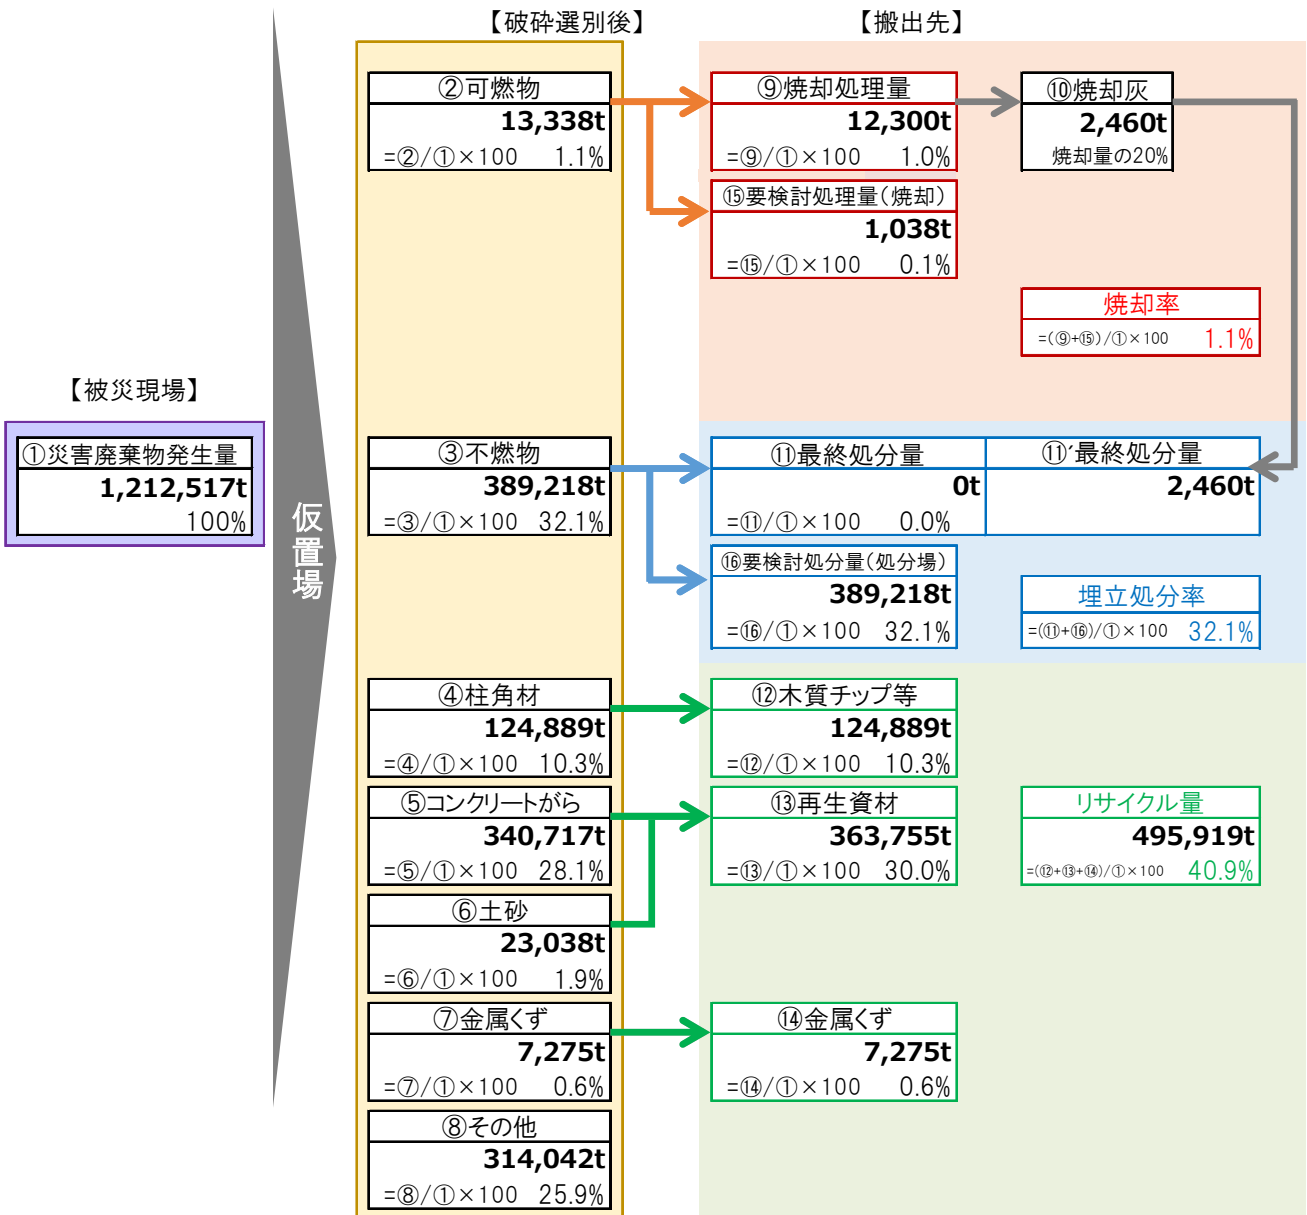 【破砕選別後】
【搬出先】
【被災現場】
①災害廃棄物発生量
1,212,517t
100%
仮置場
②可燃物
13,338t
=②/①×100 1.1%
③不燃物
389,218t
=③/①×100 32.1%
④柱角材
124,889t
=④/①×100 10.3%
⑤コンクリートがら
340,717t
=⑤/①×100 28.1%
⑥土砂
23,038t
=⑥/①×100 1.9%
⑦金属くず
7,275t
=⑦/①×100 0.6%
⑧その他
314,042t
=⑧/①×100 25.9%
⑨焼却処理量
12,300t
=⑨/①×100 1.0%
⑩焼却灰
2,460t
焼却量の20%
⑮要検討処理量(焼却)
1,038t
=⑮/①×100 0.1%
焼却率
=(⑨+⑮)/①×100 1.1%
⑪最終処分量
0t
=⑪/①×100 0.0%
⑪´最終処分量
2,460t
⑯要検討処分量(処分場)
389,218t
=⑯/①×100 32.1%
埋立処分率
=(⑪+⑯)/①×100 32.1%
⑫木質チップ等
124,889t
=⑫/①×100 10.3%
⑬再生資材
363,755t
=⑬/①×100 30.0%
リサイクル量
495,919t
=(⑫+⑬+⑭)/①×100 40.9%
⑭金属くず
7,275t
=⑭/①×100 0.6%